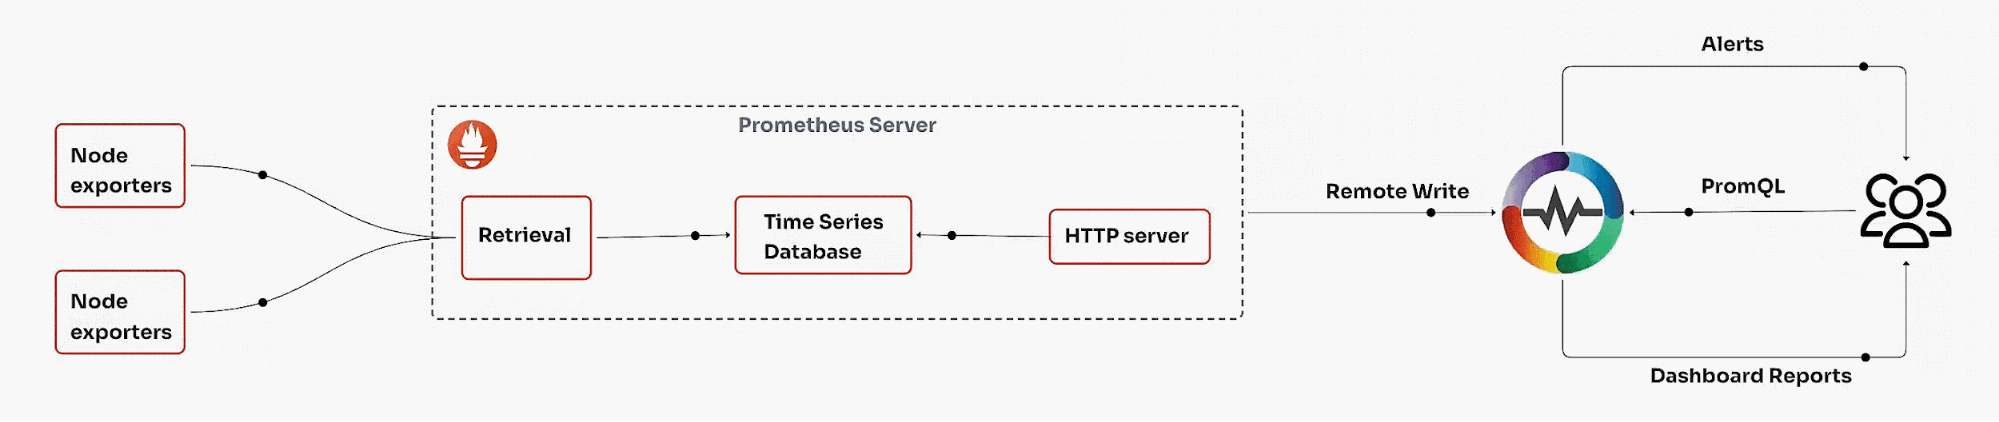 Alerts
Prometheus Server
Node
exporters
Retrieval
Time Series
Database
HTTP server
Remote Write
PromQL
Node
exporters
Dashboard Reports